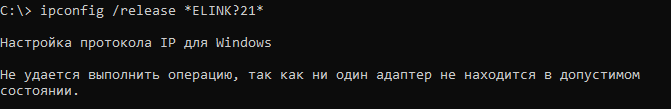 C:\> ipconfig /release *ELINK?21*
Настройка протокола IP для Windows
Не удается выполнить операцию, так как ни один адаптер не находится в допустимом
состоянии.